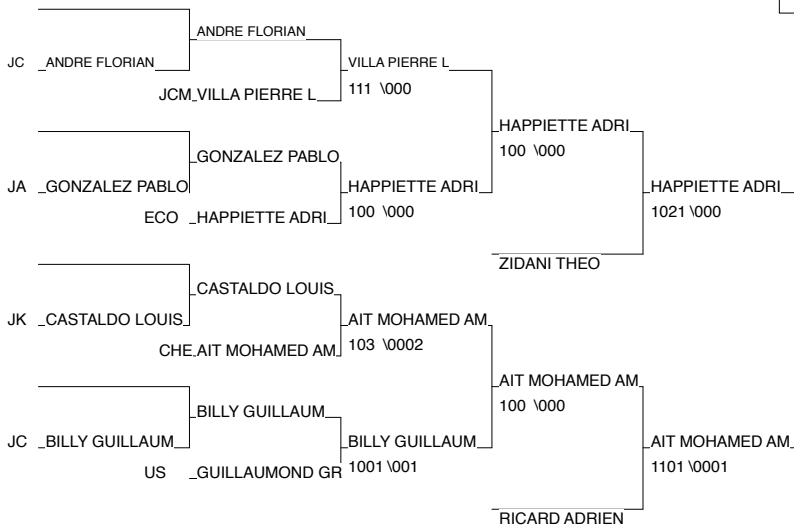 ANDRE FLORIAN
JC ANDRE FLORIAN
VILLA PIERRE L
JCM VILLA PIERRE L
111 \000
HAPPIETTE ADRI
100 \000
GONZALEZ PABLO
JA GONZALEZ PABLO
HAPPIETTE ADRI
HAPPIETTE ADRI
ECO HAPPIETTE ADRI
100 \000
1021 \000
ZIDANI THEO
CASTALDO LOUIS
JK CASTALDO LOUIS
AIT MOHAMED AM
CHE AIT MOHAMED AM
103 \0002
AIT MOHAMED AM
100 \000
BILLY GUILLAUM
JC BILLY GUILLAUM
BILLY GUILLAUM
AIT MOHAMED AM
US GUILLAUMOND GR
1001 \001
1101 \0001
RICARD ADRIEN